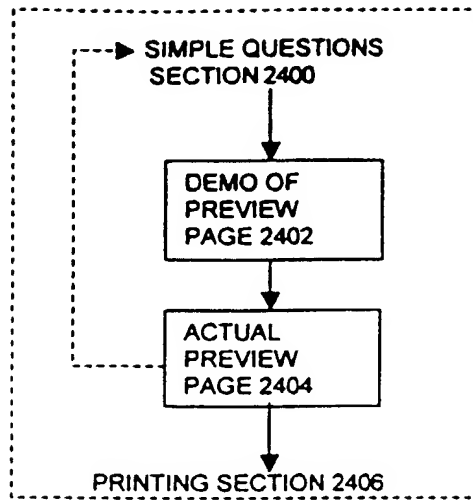 SIMPLE QUESTIONS
SECTION 2400
DEMO OF
PREVIEW
PAGE 2402
ACTUAL
PREVIEW
PAGE 2404
PRINTING SECTION 2406